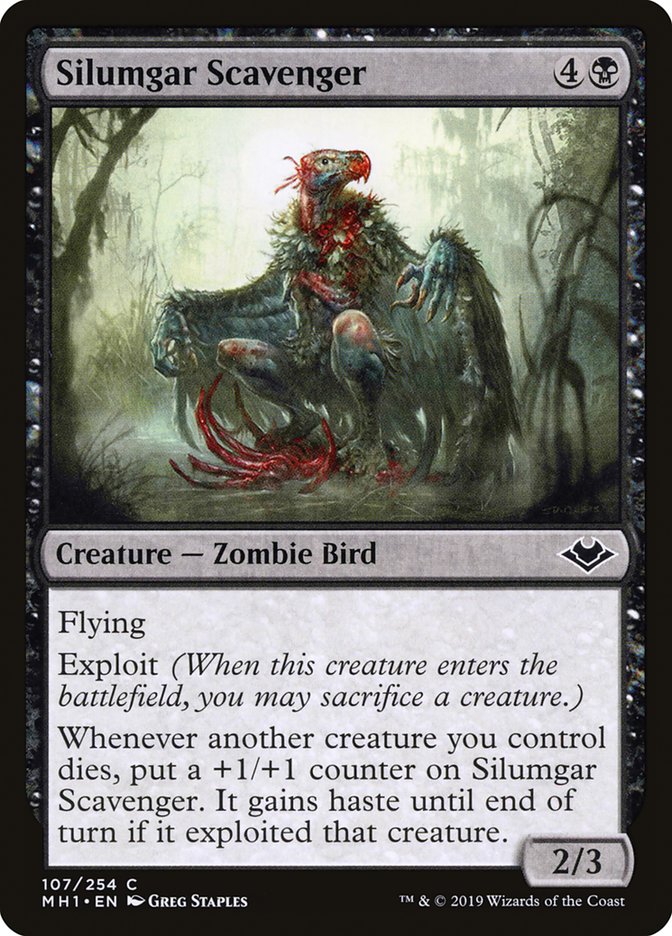 Silumgar Scavenger 4
Creature — Zombie Bird
Flying
Exploit (When this creature enters the
battlefield, you may sacrifice a creature.)
Whenever another creature you control
dies, put a +1/+1 counter on Silumgar
Scavenger. It gains haste until end of
turn if it exploited that creature.
2/3
107/254 C
MH1 • EN Greg Staples
™ & © 2019 Wizards of the Coast